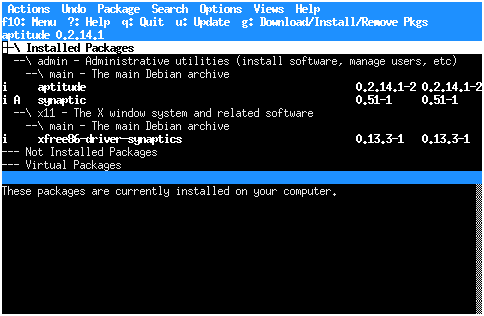 Actions Undo Package Search Options Views Help
f10: Menu ?: Help q: Quit u: Update g: Download/Install/Remove Pkgs
aptitude 0.2.14.1
--\ Installed Packages
--\ admin - Administrative utilities (install software, manage users, etc)
--\ main - The main Debian archive
i aptitude 0.2.14.1-2 0.2.14.1-2
i A synaptic 0.51-1 0.51-1
--\ x11 - The X window system and related software
--\ main - The main Debian archive
i xfree86-driver-synaptics 0.13.3-1 0.13.3-1
--- Not Installed Packages
--- Virtual Packages
These packages are currently installed on your computer.